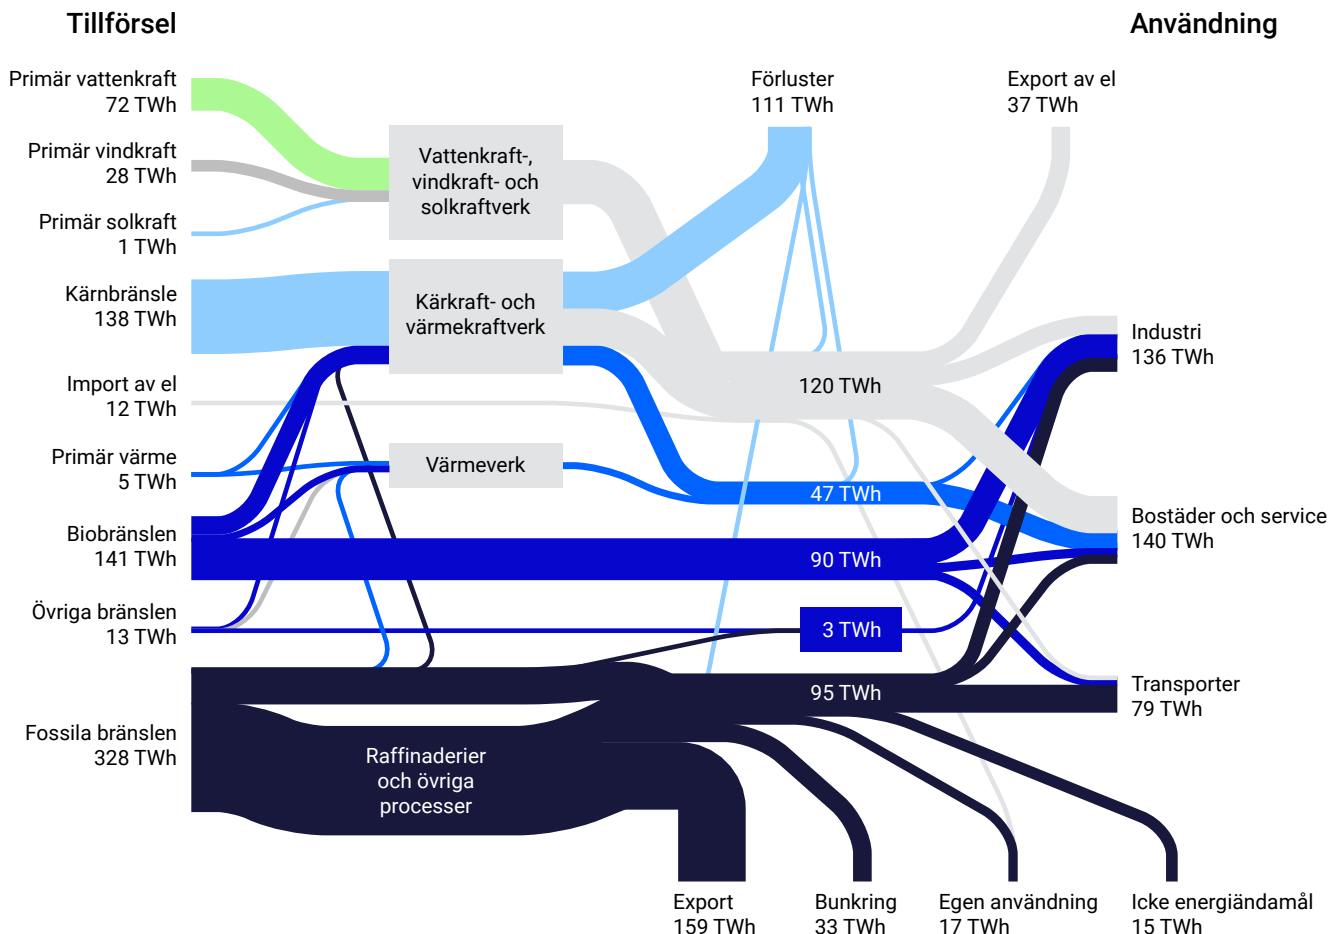 Tillförsel
Användning
Primär vattenkraft
72 TWh
Primär vindkraft
28 TWh
Primär solkraft
1 TWh
Kärnbränsle
138 TWh
Import av el
12 TWh
Primär värme
5 TWh
Biobränslen
141 TWh
Övriga bränslen
13 TWh
Fossila bränslen
328 TWh
Vattenkraft-,
vindkraft- och
solkraftverk
Kärkraft- och
värmekraftverk
Värmeverk
Raffinaderier
och övriga
processer
Förluster
111 TWh
Export av el
37 TWh
120 TWh
47 TWh
90 TWh
3 TWh
95 TWh
Industri
136 TWh
Bostäder och service
140 TWh
Transporter
79 TWh
Export
159 TWh
Bunkring
33 TWh
Egen användning
17 TWh
Icke energiändamål
15 TWh